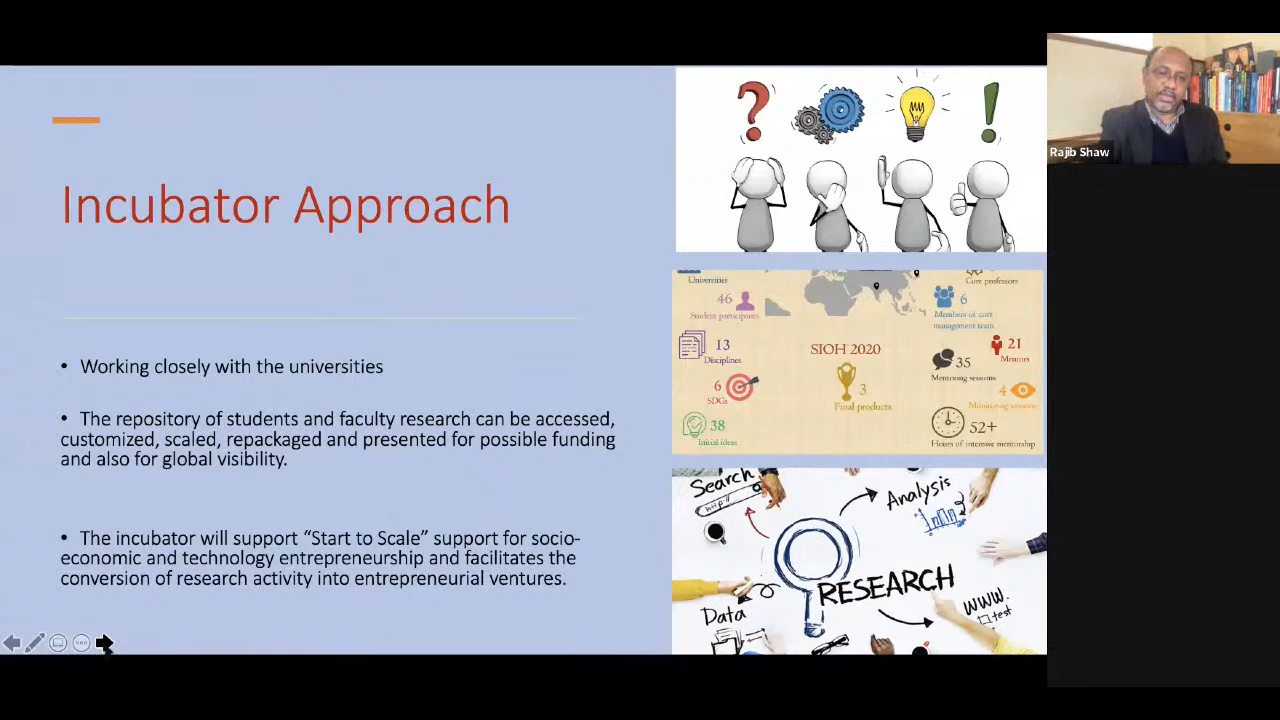 Incubator Approach
• Working closely with the universities
• The repository of students and faculty research can be accessed,
customized, scaled, repackaged and presented for possible funding
and also for global visibility.
• The incubator will support “Start to Scale” support for socio-
economic and technology entrepreneurship and facilitates the
conversion of research activity into entrepreneurial ventures.
?
!
Universities
46
Student participants
13
Disciplines
6
SDGs
38
Initial ideas
SIOH 2020
3
Final products
Core professors
6
Members of core
management team
21
Mentors
35
Mentoring sessions
4
Monitoring sessions
52+
Hours of intensive mentorship
Search
http://
Analysis
RESEARCH
Data
WWW.
test
Rajib Shaw